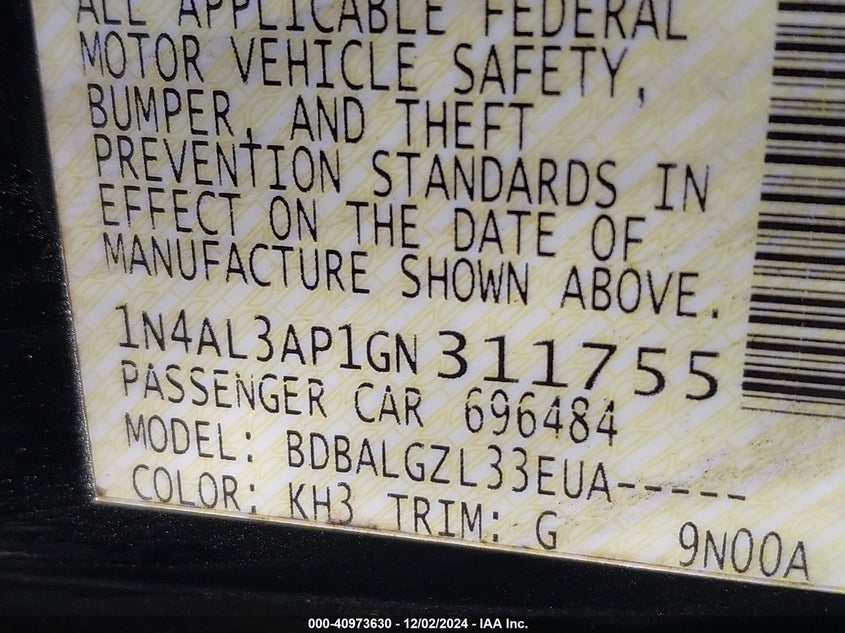 ALL APPLICABLE FEDERAL
MOTOR VEHICLE SAFETY,
BUMPER, AND THEFT
PREVENTION STANDARDS IN
EFFECT ON THE DATE OF
MANUFACTURE SHOWN ABOVE.
1N4AL3AP1GN311755
PASSENGER CAR 696484
MODEL: BDBALGZL33EUA-----
COLOR: KH3 TRIM: G 9N00A
000-40973630 - 12/02/2024 - IAA Inc.